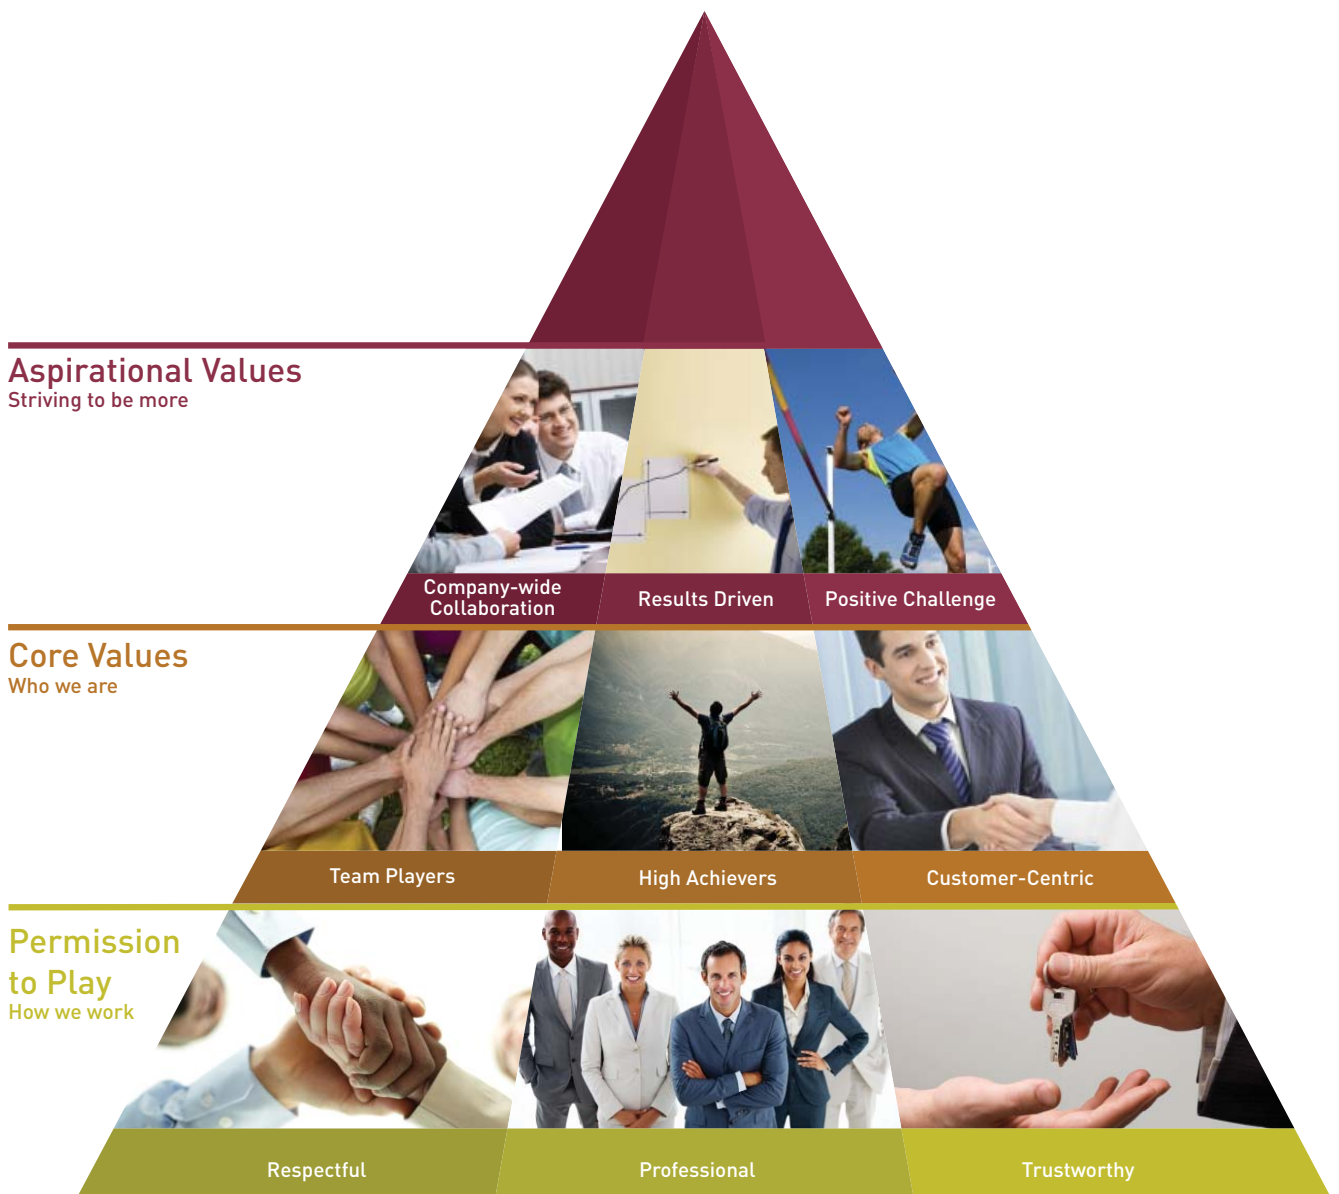 Aspirational Values
Striving to be more
Company-wide
Collaboration
Results Driven
Positive Challenge
Core Values
Who we are
Team Players
High Achievers
Customer-Centric
Permission
to Play
How we work
Respectful
Professional
Trustworthy